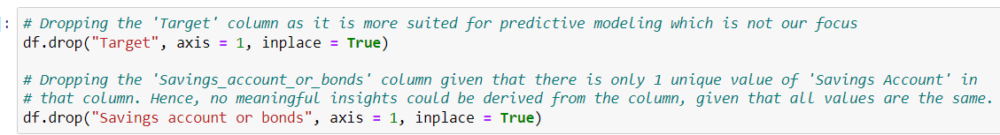 ]: # Dropping the 'Target' column as it is more suited for predictive modeling which is not our focus
df.drop("Target", axis = 1, inplace = True)
# Dropping the 'Savings_account_or_bonds' column given that there is only 1 unique value of 'Savings Account' in
# that column. Hence, no meaningful insights could be derived from the column, given that all values are the same.
df.drop("Savings account or bonds", axis = 1, inplace = True)